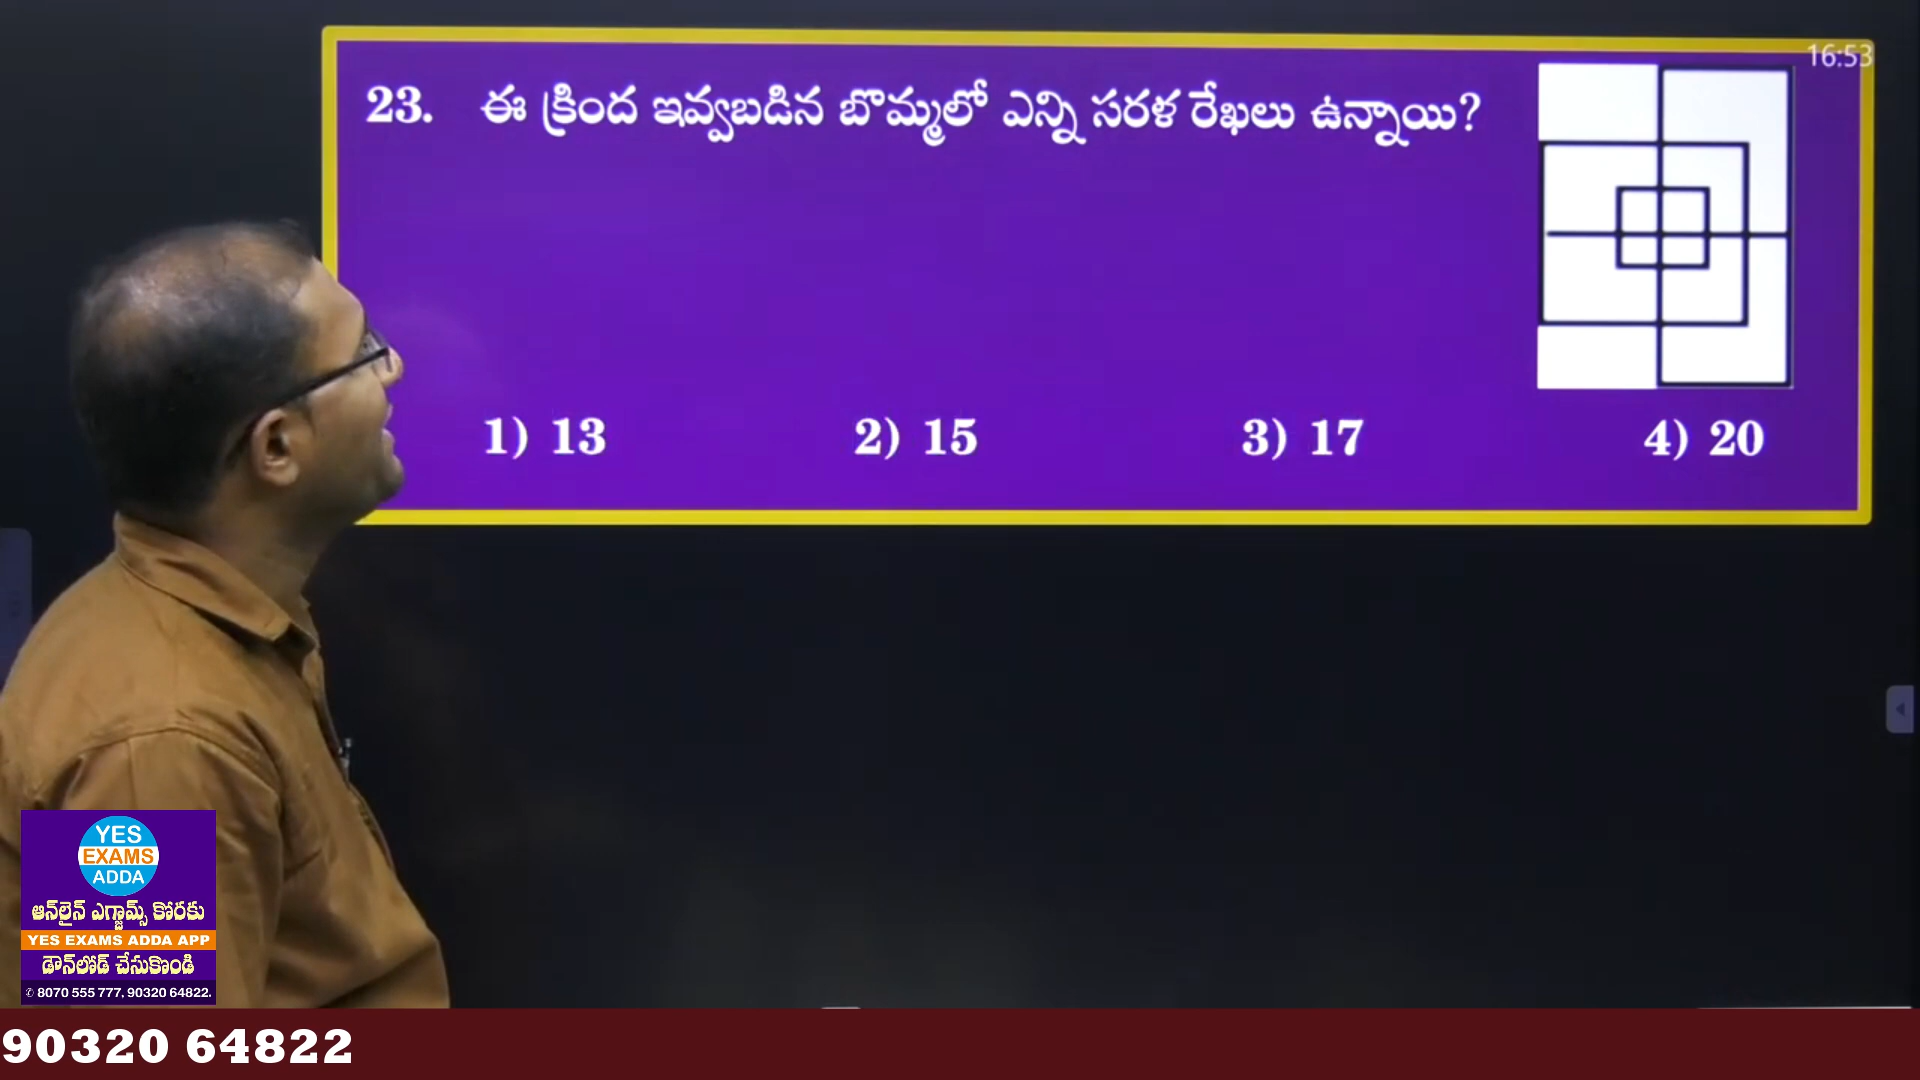 16:53
23. ఈ క్రింద ఇవ్వబడిన బొమ్మలో ఎన్ని సరళ రేఖలు ఉన్నాయి?
1) 13 2) 15 3) 17 4) 20
YES
EXAMS
ADDA
ఆన్‌లైన్ ఎగ్జామ్స్ కోరకు
YES EXAMS ADDA APP
డౌన్‌లోడ్ చేసుకొండి
✆ 8070 555 777, 90320 64822.
90320 64822